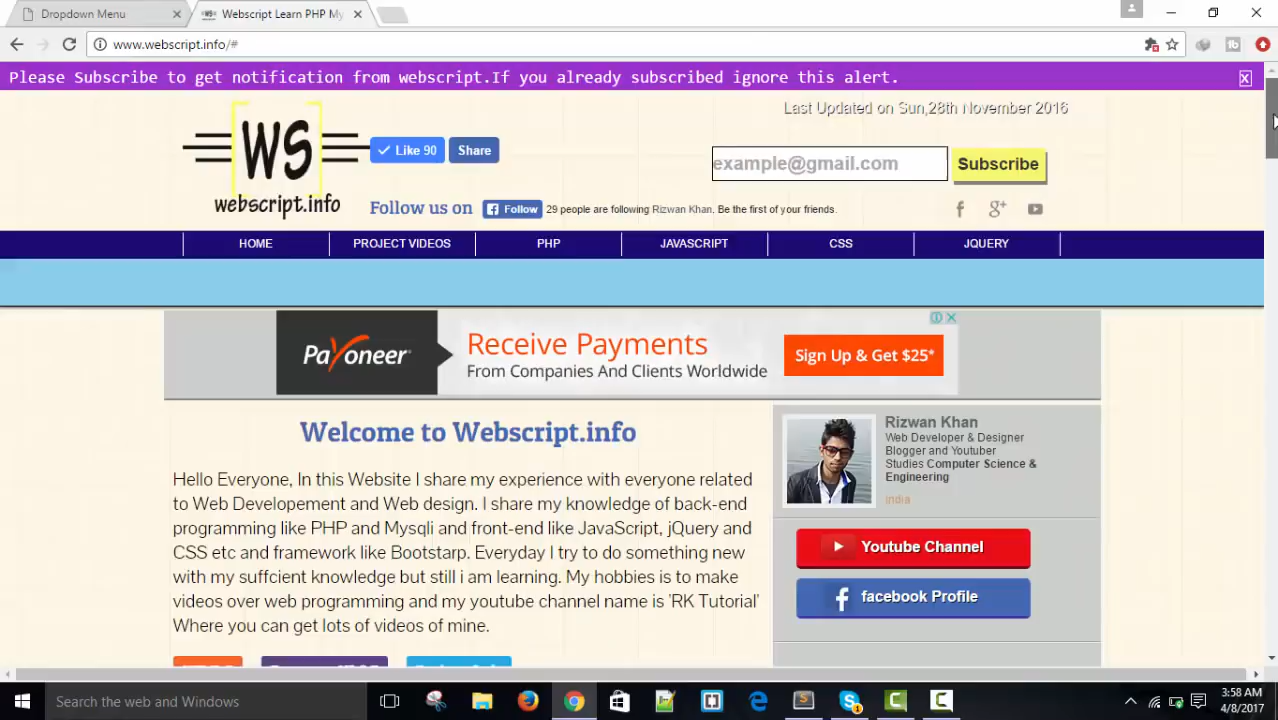 Dropdown Menu
Webscript Learn PHP My
www.webscript.info/#
Please Subscribe to get notification from webscript.If you already subscribed ignore this alert.
X
Last Updated on Sun,28th November 2016
WS
webscript.info
Like 90
Share
example@gmail.com
Subscribe
Follow us on
Follow
29 people are following Rizwan Khan. Be the first of your friends.
HOME
PROJECT VIDEOS
PHP
JAVASCRIPT
CSS
JQUERY
Payoneer
Receive Payments
From Companies And Clients Worldwide
Sign Up & Get $25*
Welcome to Webscript.info
Hello Everyone, In this Website I share my experience with everyone related
to Web Developement and Web design. I share my knowledge of back-end
programming like PHP and Mysqli and front-end like JavaScript, jQuery and
CSS etc and framework like Bootstarp. Everyday I try to do something new
with my suffcient knowledge but still i am learning. My hobbies is to make
videos over web programming and my youtube channel name is 'RK Tutorial'
Where you can get lots of videos of mine.
Rizwan Khan
Web Developer & Designer
Blogger and Youtuber
Studies Computer Science &
Engineering
india
Youtube Channel
facebook Profile
Search the web and Windows
3:58 AM
4/8/2017